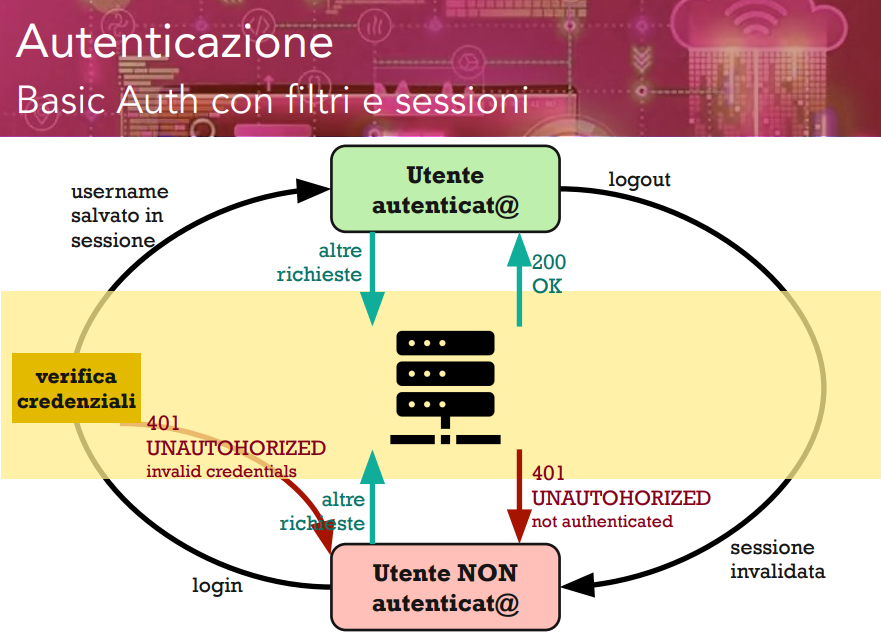 Autenticazione
Basic Auth con filtri e sessioni
Utente
autenticat@
logout
username
salvato in
sessione
altre
richieste
200
OK
verifica
credenziali
401
UNAUTOHORIZED
invalid credentials
401
UNAUTOHORIZED
not authenticated
altre
richieste
sessione
invalidata
login
Utente NON
autenticat@